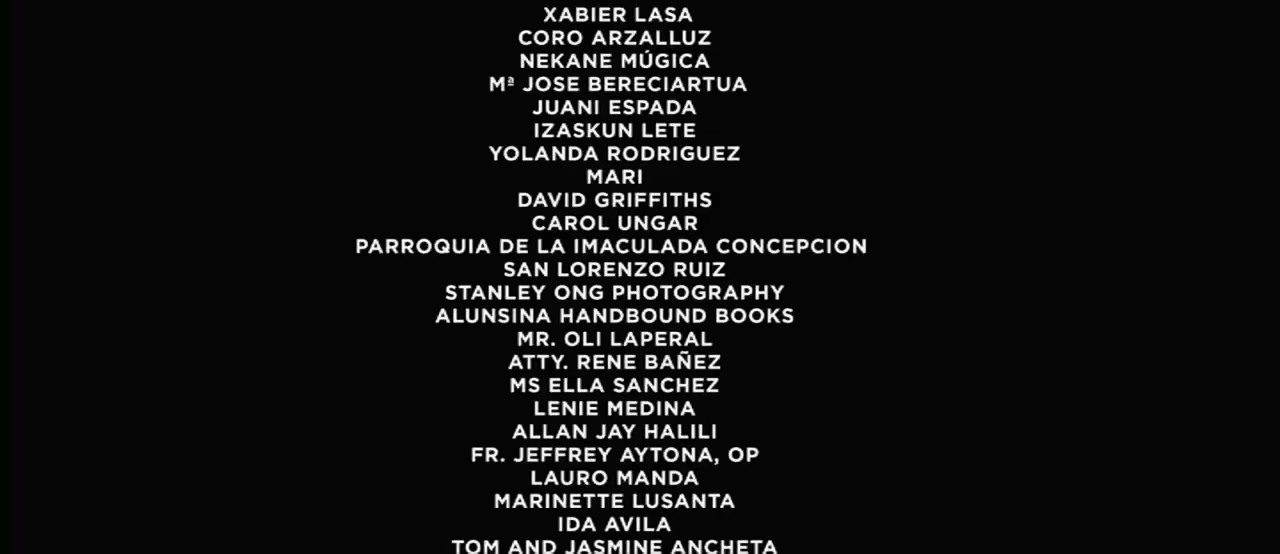 XABIER LASA
CORO ARZALLUZ
NEKANE MÚGICA
Mª JOSE BERECIARTUA
JUANI ESPADA
IZASKUN LETE
YOLANDA RODRIGUEZ
MARI
DAVID GRIFFITHS
CAROL UNGAR
PARROQUIA DE LA IMACULADA CONCEPCION
SAN LORENZO RUIZ
STANLEY ONG PHOTOGRAPHY
ALUNSINA HANDBOUND BOOKS
MR. OLI LAPERAL
ATTY. RENE BAÑEZ
MS ELLA SANCHEZ
LENIE MEDINA
ALLAN JAY HALILI
FR. JEFFREY AYTONA, OP
LAURO MANDA
MARINETTE LUSANTA
IDA AVILA
TOM AND JASMINE ANCHETA